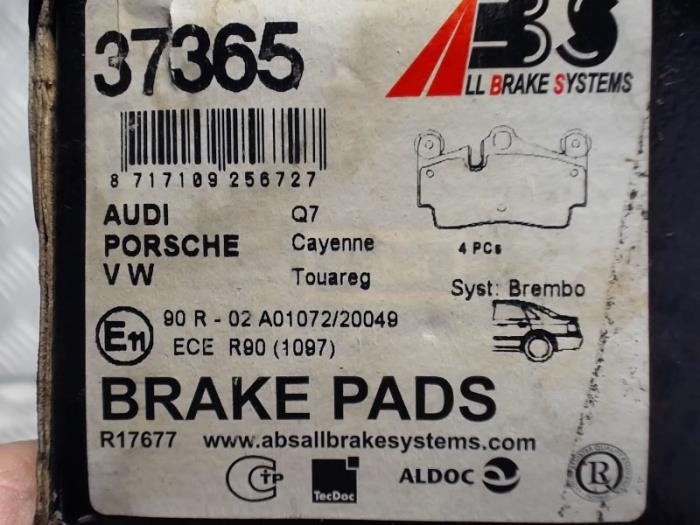 37365
ABS
ALL BRAKE SYSTEMS
8 717109 256727
AUDI Q7
PORSCHE Cayenne
VW Touareg
4 PCs
Syst: Brembo
E11 90 R - 02 A01072/20049
ECE R90 (1097)
BRAKE PADS
R17677 www.absallbrakesystems.com
TecDoc
ALDOC
R